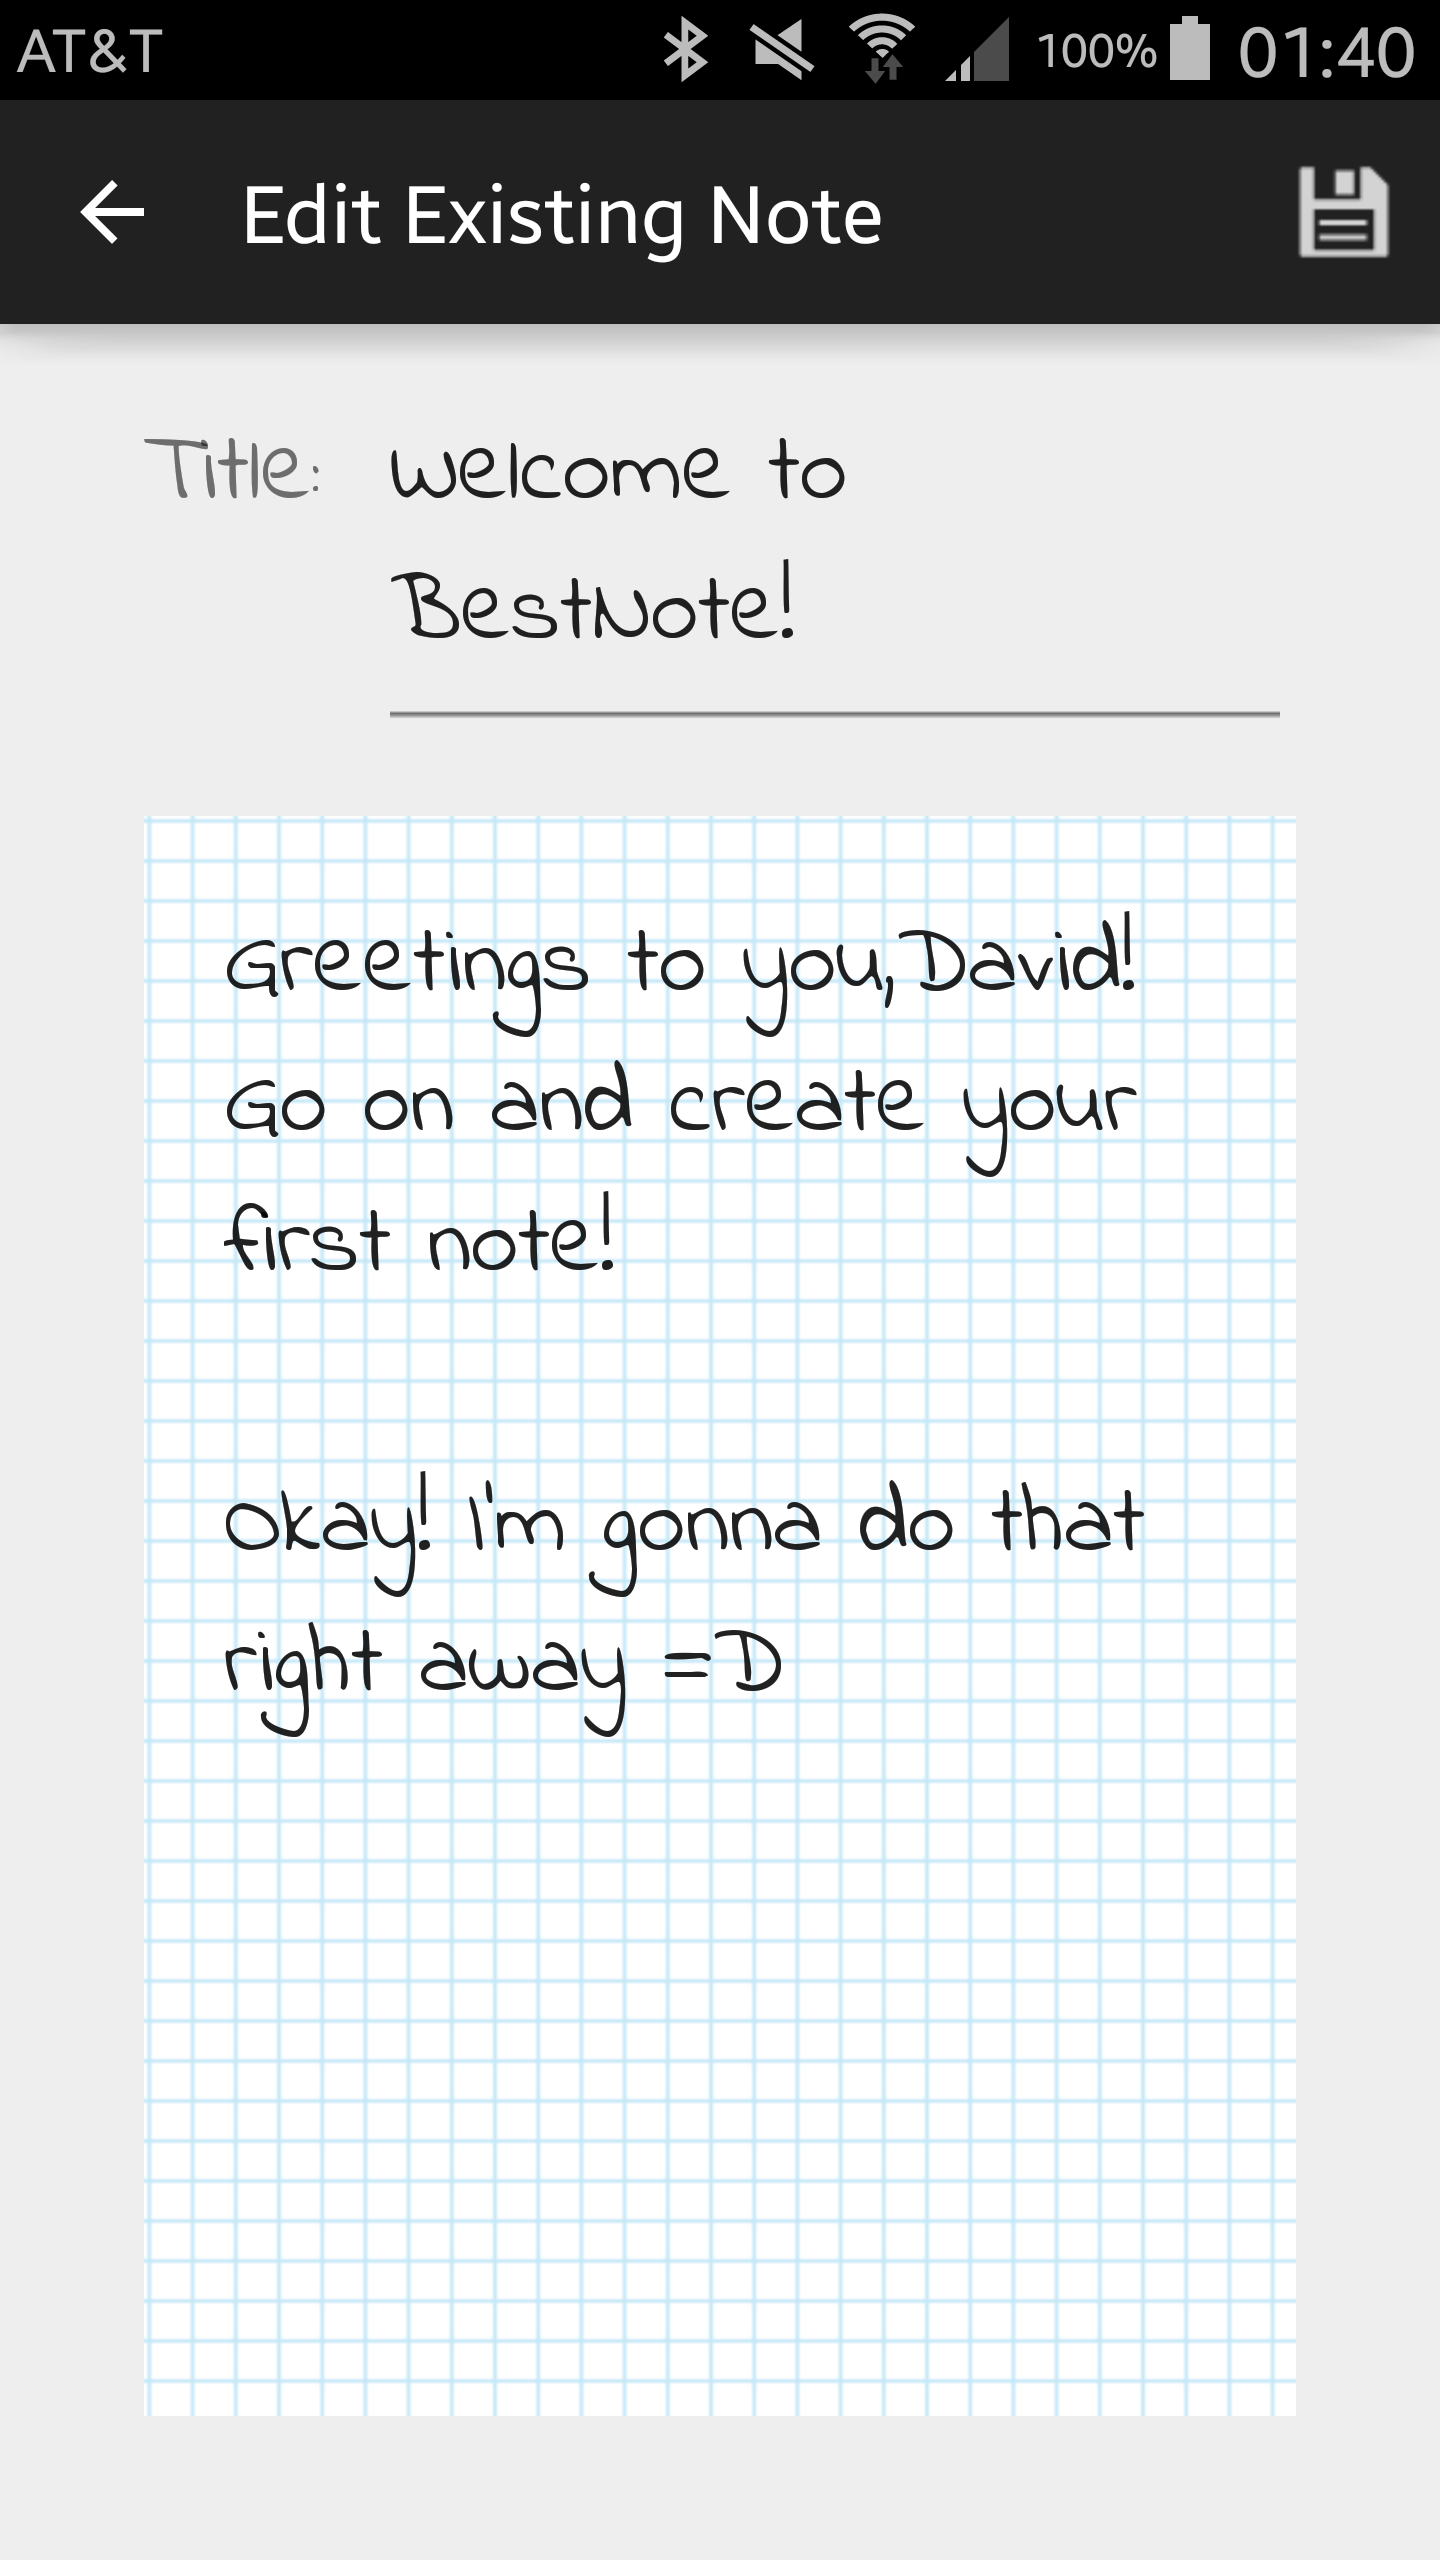 AT&T 100% 01:40
Edit Existing Note
Title: Welcome to
BestNote!
Greetings to you,David!
Go on and create your
first note!
Okay! I'm gonna do that
right away =D